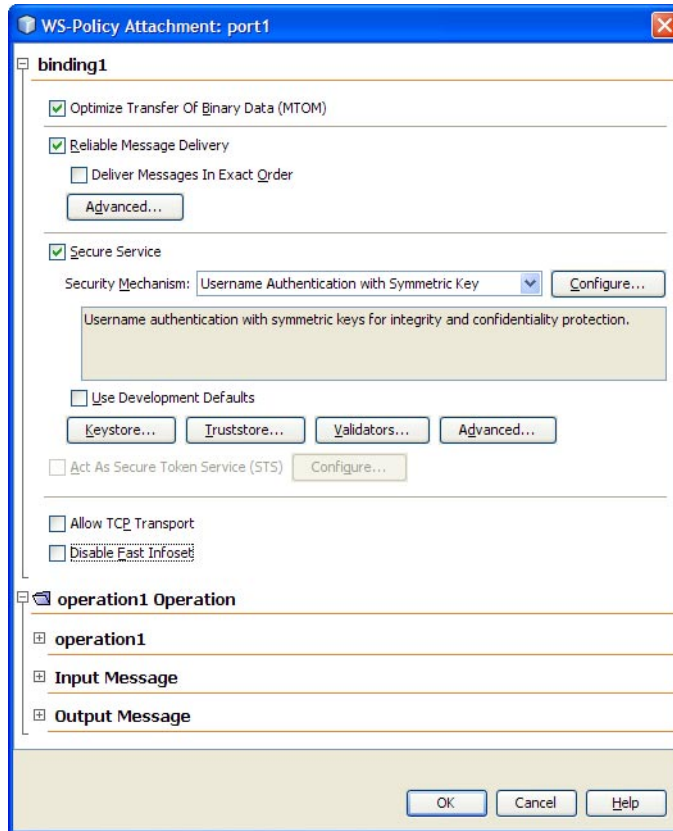 WS-Policy Attachment: port1
binding1
Optimize Transfer Of Binary Data (MTOM)
Reliable Message Delivery
Deliver Messages In Exact Order
Advanced...
Secure Service
Security Mechanism: Username Authentication with Symmetric Key Configure...
Username authentication with symmetric keys for integrity and confidentiality protection.
Use Development Defaults
Keystore... Truststore... Validators... Advanced...
Act As Secure Token Service (STS) Configure...
Allow TCP Transport
Disable Fast Infoset
operation1 Operation
operation1
Input Message
Output Message
OK Cancel Help